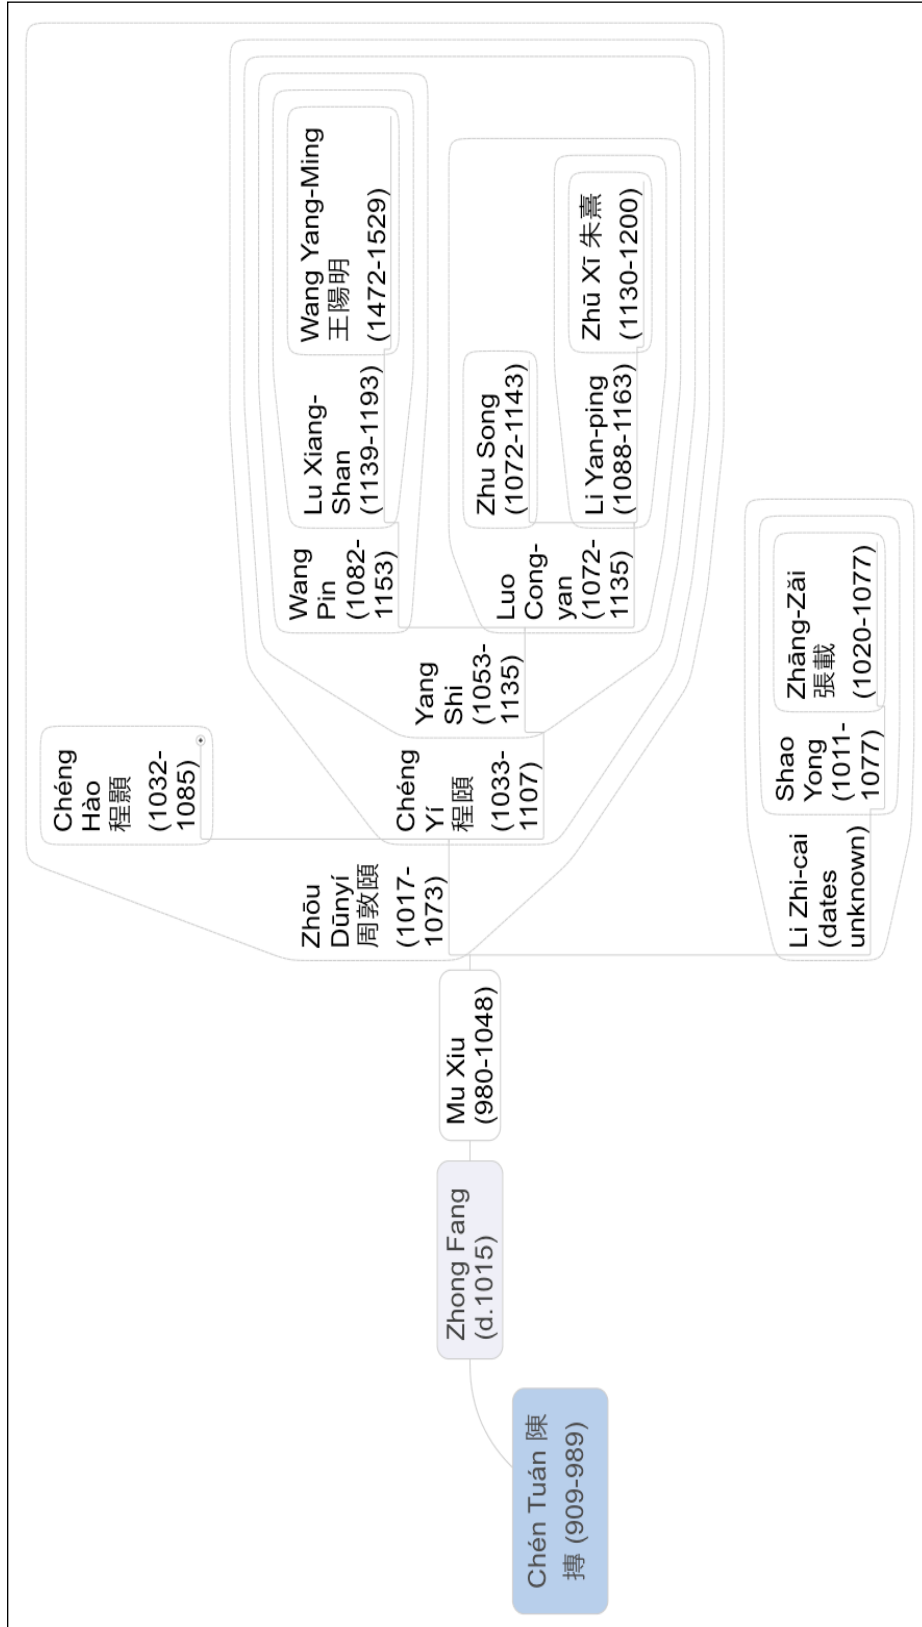 Chén Tuán 陳
摶 (909-989)
Zhong Fang
(d.1015)
Mu Xiu
(980-1048)
Zhōu
Dūnyí
周敦頤
(1017-
1073)
Chéng
Hào
程顥
(1032-
1085)
Chéng
Yí
程頤
(1033-
1107)
Yang
Shi
(1053-
1135)
Wang
Pin
(1082-
1153)
Lu Xiang-
Shan
(1139-1193)
Wang Yang-Ming
王陽明
(1472-1529)
Luo
Cong-
yan
(1072-
1135)
Zhu Song
(1072-1143)
Li Yan-ping
(1088-1163)
Zhū Xī 朱熹
(1130-1200)
Li Zhi-cai
(dates
unknown)
Shao
Yong
(1011-
1077)
Zhāng-Zăi
張載
(1020-1077)